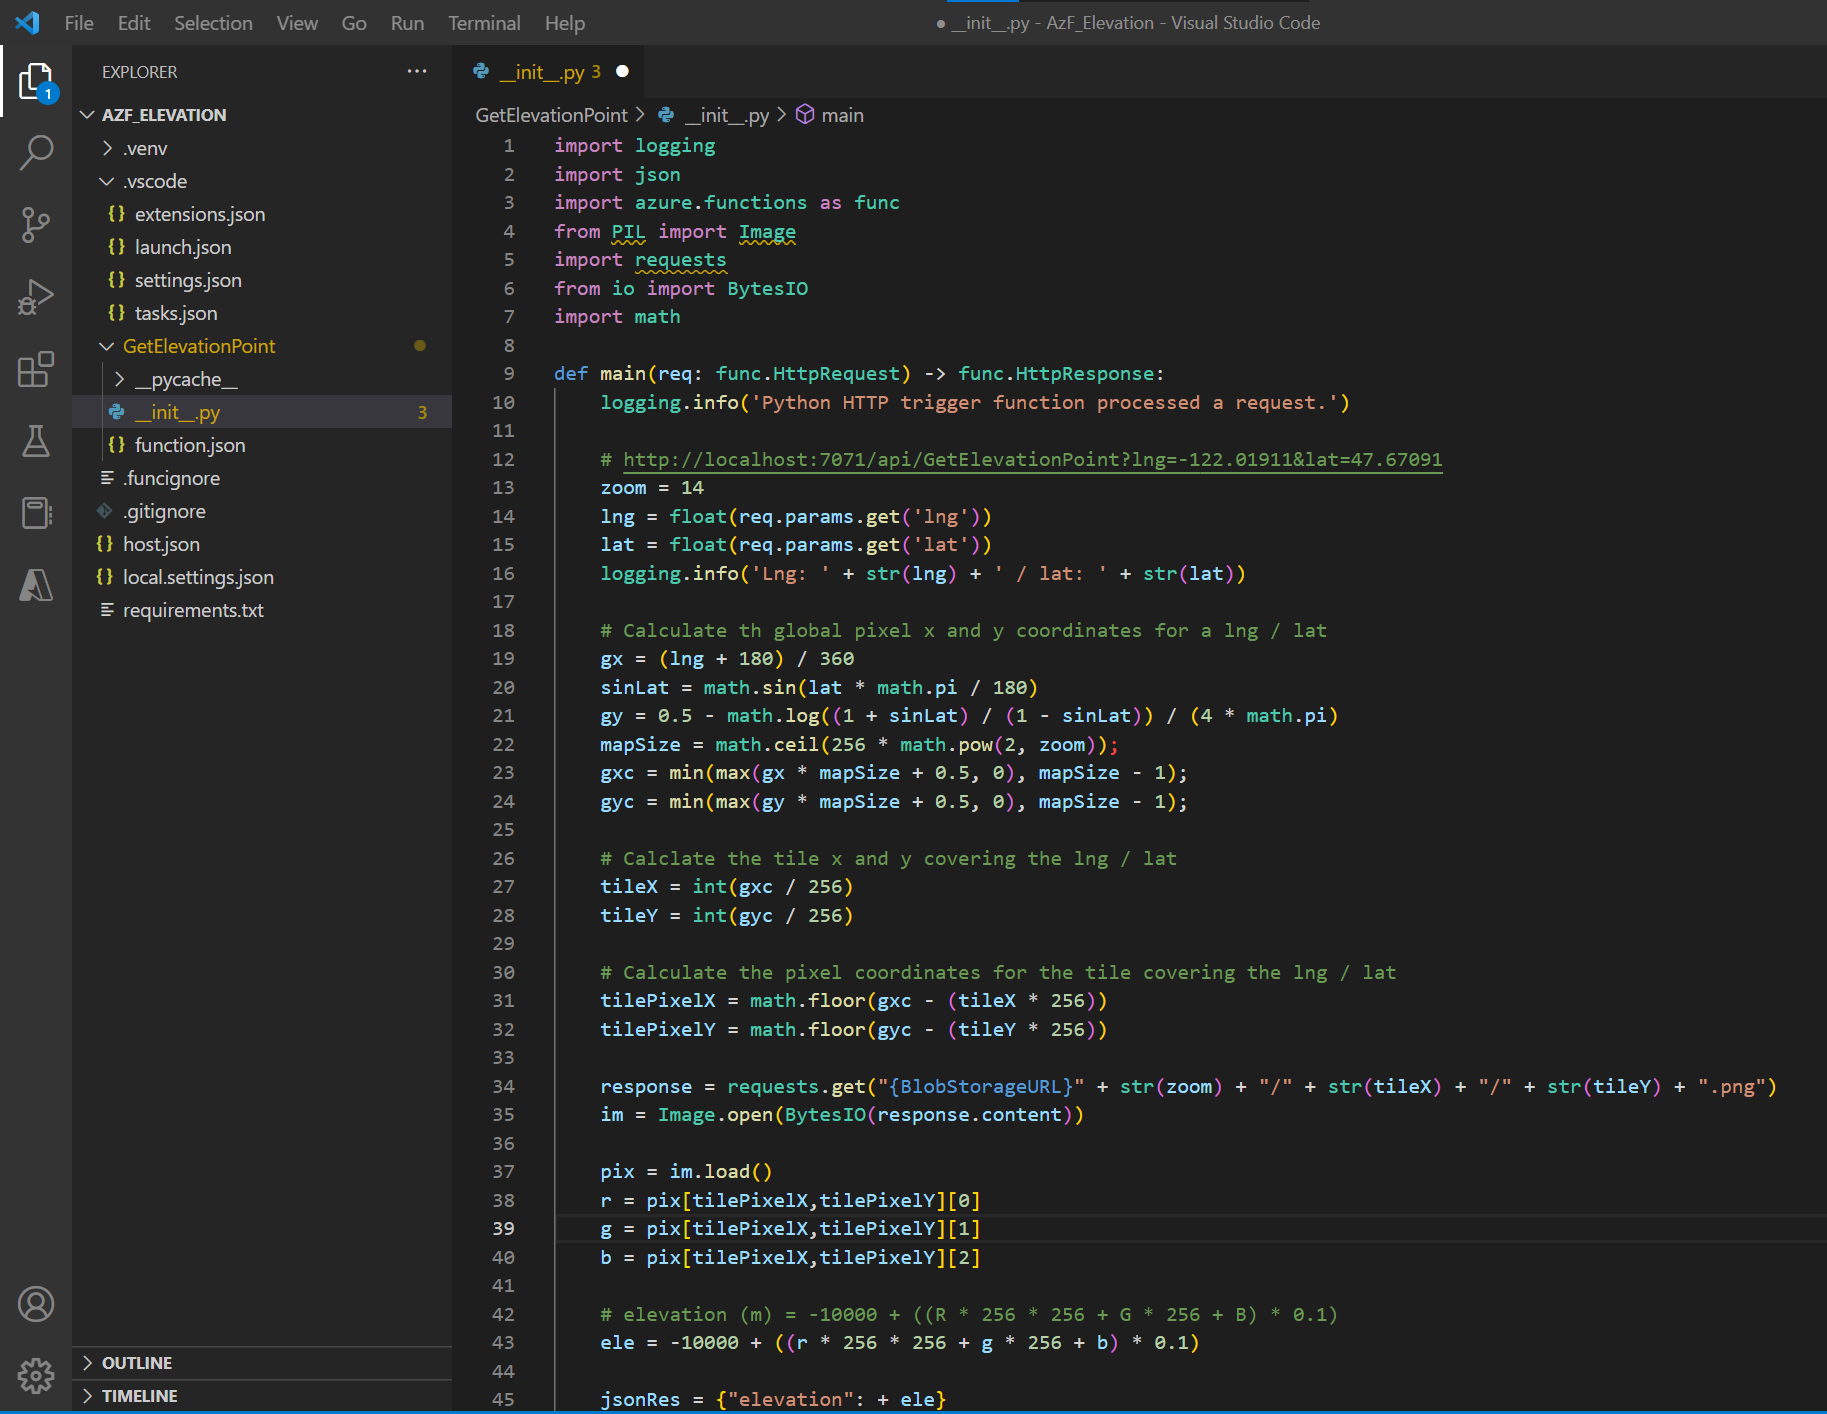 File Edit Selection View Go Run Terminal Help
● __init__.py - AzF_Elevation - Visual Studio Code
1
EXPLORER ···
AZF_ELEVATION
.venv
.vscode
{} extensions.json
{} launch.json
{} settings.json
{} tasks.json
GetElevationPoint
__pycache__
__init__.py 3
{} function.json
.funcignore
.gitignore
{} host.json
{} local.settings.json
requirements.txt
OUTLINE
TIMELINE
__init__.py 3 ●
GetElevationPoint > __init__.py > main
1 import logging
2 import json
3 import azure.functions as func
4 from PIL import Image
5 import requests
6 from io import BytesIO
7 import math
8
9 def main(req: func.HttpRequest) -> func.HttpResponse:
10 logging.info('Python HTTP trigger function processed a request.')
11
12 # http://localhost:7071/api/GetElevationPoint?lng=-122.01911&lat=47.67091
13 zoom = 14
14 lng = float(req.params.get('lng'))
15 lat = float(req.params.get('lat'))
16 logging.info('Lng: ' + str(lng) + ' / lat: ' + str(lat))
17
18 # Calculate th global pixel x and y coordinates for a lng / lat
19 gx = (lng + 180) / 360
20 sinLat = math.sin(lat * math.pi / 180)
21 gy = 0.5 - math.log((1 + sinLat) / (1 - sinLat)) / (4 * math.pi)
22 mapSize = math.ceil(256 * math.pow(2, zoom));
23 gxc = min(max(gx * mapSize + 0.5, 0), mapSize - 1);
24 gyc = min(max(gy * mapSize + 0.5, 0), mapSize - 1);
25
26 # Calclate the tile x and y covering the lng / lat
27 tileX = int(gxc / 256)
28 tileY = int(gyc / 256)
29
30 # Calculate the pixel coordinates for the tile covering the lng / lat
31 tilePixelX = math.floor(gxc - (tileX * 256))
32 tilePixelY = math.floor(gyc - (tileY * 256))
33
34 response = requests.get("{BlobStorageURL}" + str(zoom) + "/" + str(tileX) + "/" + str(tileY) + ".png")
35 im = Image.open(BytesIO(response.content))
36
37 pix = im.load()
38 r = pix[tilePixelX,tilePixelY][0]
39 g = pix[tilePixelX,tilePixelY][1]
40 b = pix[tilePixelX,tilePixelY][2]
41
42 # elevation (m) = -10000 + ((R * 256 * 256 + G * 256 + B) * 0.1)
43 ele = -10000 + ((r * 256 * 256 + g * 256 + b) * 0.1)
44
45 jsonRes = {"elevation": + ele}